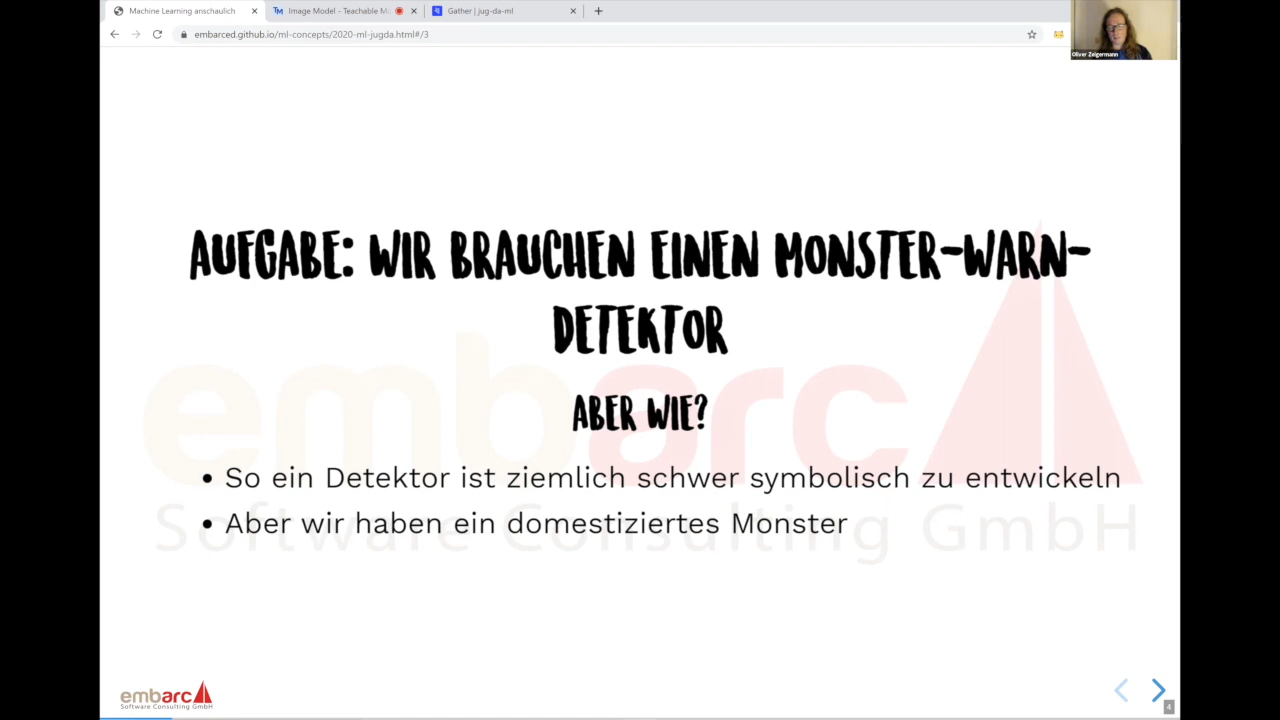 Machine Learning anschaulich
Image Model - Teachable Ma
Gather | jug-da-ml
embarced.github.io/ml-concepts/2020-ml-jugda.html#/3
Oliver Zeigermann
AUFGABE: WIR BRAUCHEN EINEN MONSTER-WARN-
DETEKTOR
ABER WIE?
• So ein Detektor ist ziemlich schwer symbolisch zu entwickeln
• Aber wir haben ein domestiziertes Monster
embarc
Software Consulting GmbH
embarc
Software Consulting GmbH
4